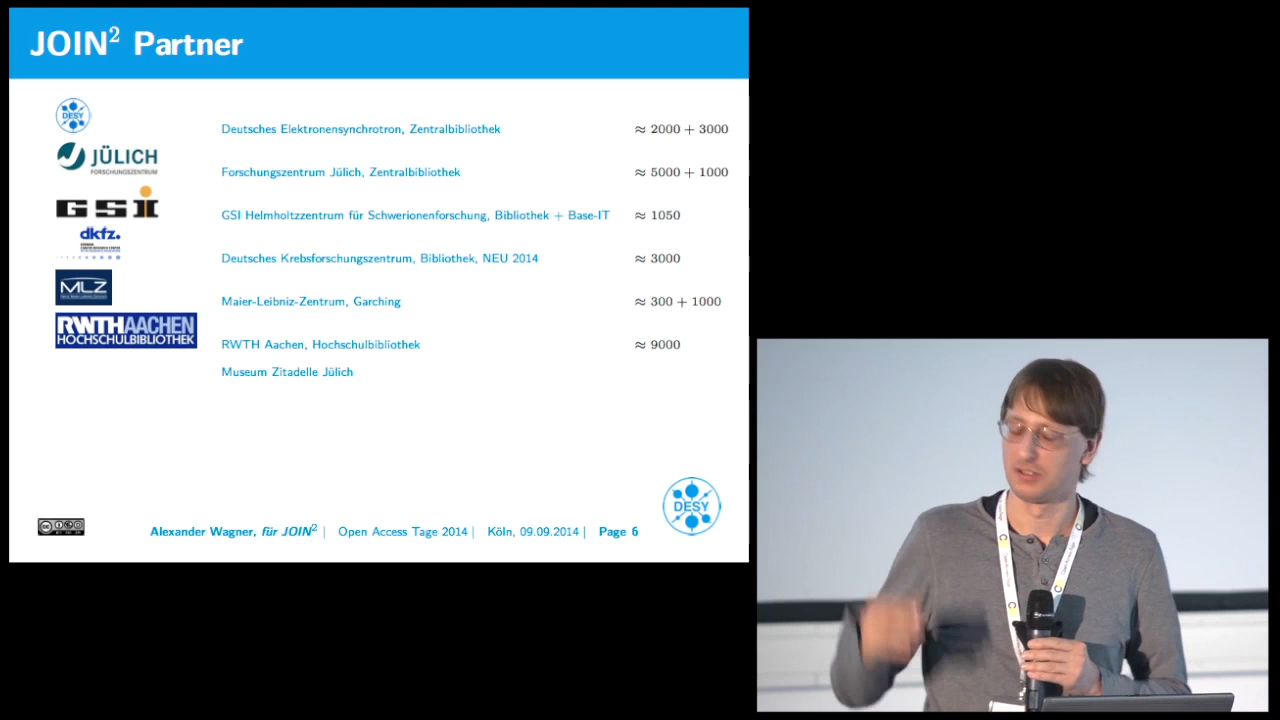 JOIN² Partner
DESY
Deutsches Elektronensynchrotron, Zentralbibliothek ≈ 2000 + 3000
JÜLICH
FORSCHUNGSZENTRUM
Forschungszentrum Jülich, Zentralbibliothek ≈ 5000 + 1000
GSI
GSI Helmholtzzentrum für Schwerionenforschung, Bibliothek + Base-IT ≈ 1050
dkfz.
Deutsches Krebsforschungszentrum, Bibliothek, NEU 2014 ≈ 3000
MLZ
Maier-Leibniz-Zentrum, Garching ≈ 300 + 1000
RWTHAACHEN
HOCHSCHULBIBLIOTHEK
RWTH Aachen, Hochschulbibliothek ≈ 9000
Museum Zitadelle Jülich
DESY
Alexander Wagner, für JOIN² | Open Access Tage 2014 | Köln, 09.09.2014 | Page 6